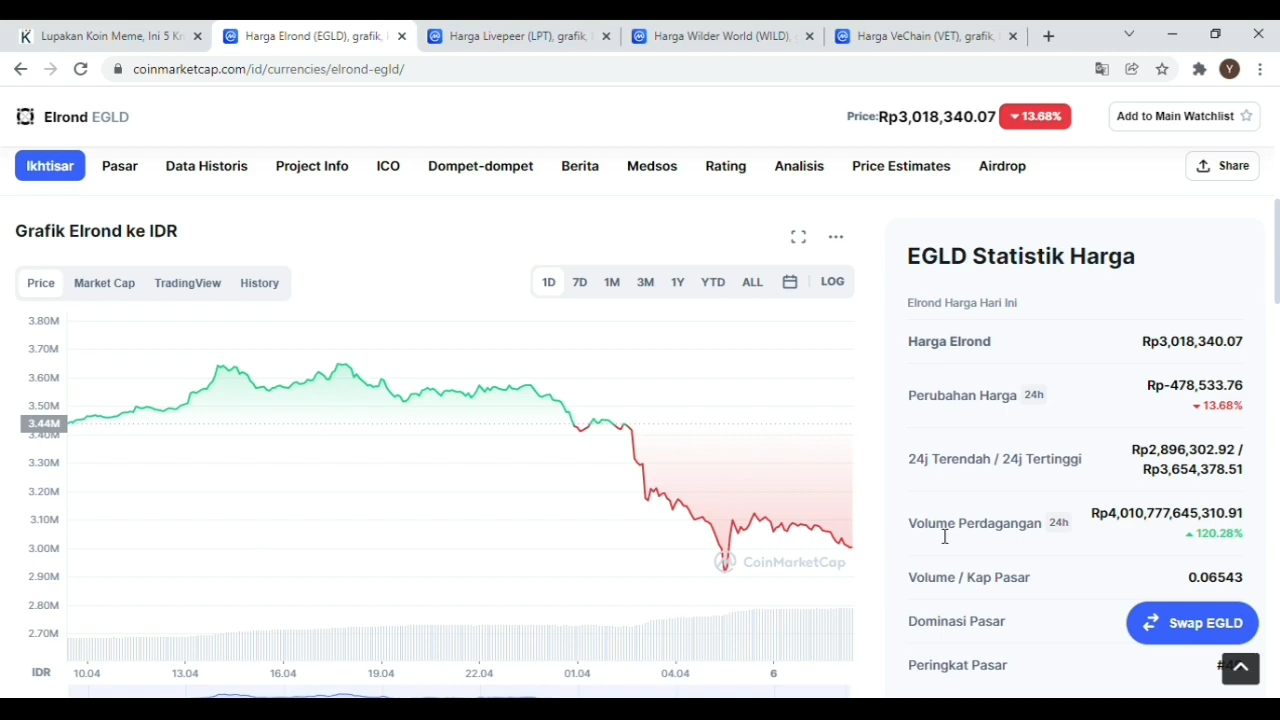 Lupakan Koin Meme, Ini 5 Kr
Harga Elrond (EGLD), grafik,
Harga Livepeer (LPT), grafik,
Harga Wilder World (WILD),
Harga VeChain (VET), grafik,
coinmarketcap.com/id/currencies/elrond-egld/
Y
Elrond EGLD
Price:Rp3,018,340.07
13.68%
Add to Main Watchlist
Ikhtisar
Pasar
Data Historis
Project Info
ICO
Dompet-dompet
Berita
Medsos
Rating
Analisis
Price Estimates
Airdrop
Share
Grafik Elrond ke IDR
Price
Market Cap
TradingView
History
1D
7D
1M
3M
1Y
YTD
ALL
LOG
3.80M
3.70M
3.60M
3.50M
3.44M
3.40M
3.30M
3.20M
3.10M
3.00M
2.90M
2.80M
2.70M
CoinMarketCap
IDR
10.04
13.04
16.04
19.04
22.04
01.04
04.04
6
EGLD Statistik Harga
Elrond Harga Hari Ini
Harga Elrond
Rp3,018,340.07
Perubahan Harga 24h
Rp-478,533.76
13.68%
24j Terendah / 24j Tertinggi
Rp2,896,302.92 /
Rp3,654,378.51
Volume Perdagangan 24h
Rp4,010,777,645,310.91
120.28%
Volume / Kap Pasar
0.06543
Dominasi Pasar
Swap EGLD
Peringkat Pasar